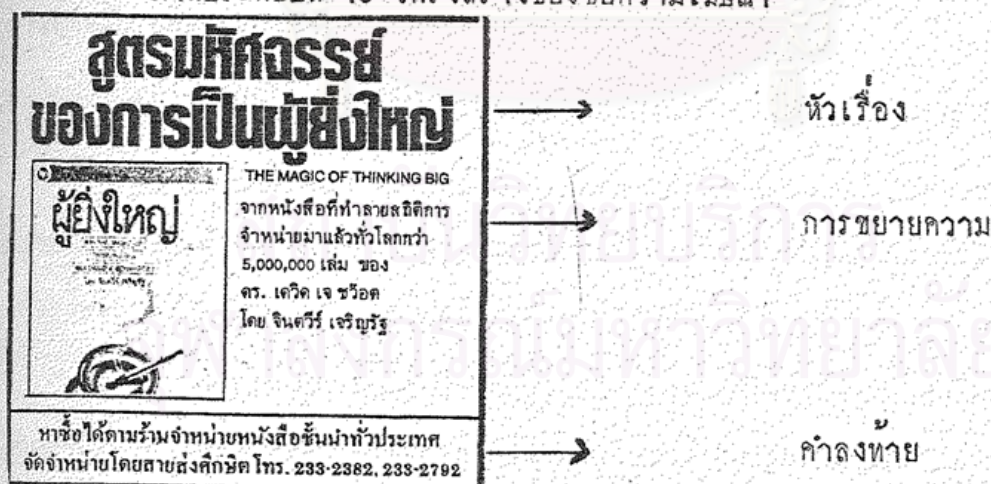 สูตรมหัศจรรย์
ของการเป็นผู้ยิ่งใหญ่
หัวเรื่อง
THE MAGIC OF THINKING BIG
ผู้ยิ่งใหญ่
จากหนังสือที่ทำลายสถิติการ
จำหน่ายมาแล้วทั่วโลกกว่า
5,000,000 เล่ม ของ
ดร. เดวิด เจ ชว๊อต
โดย จินตวีร์ เจริญรัฐ
การขยายความ
หาซื้อได้ตามร้านจำหน่ายหนังสือชั้นนำทั่วประเทศ
จัดจำหน่ายโดยสายส่งศึกษิต โทร. 233-2382, 233-2792
คำลงท้าย